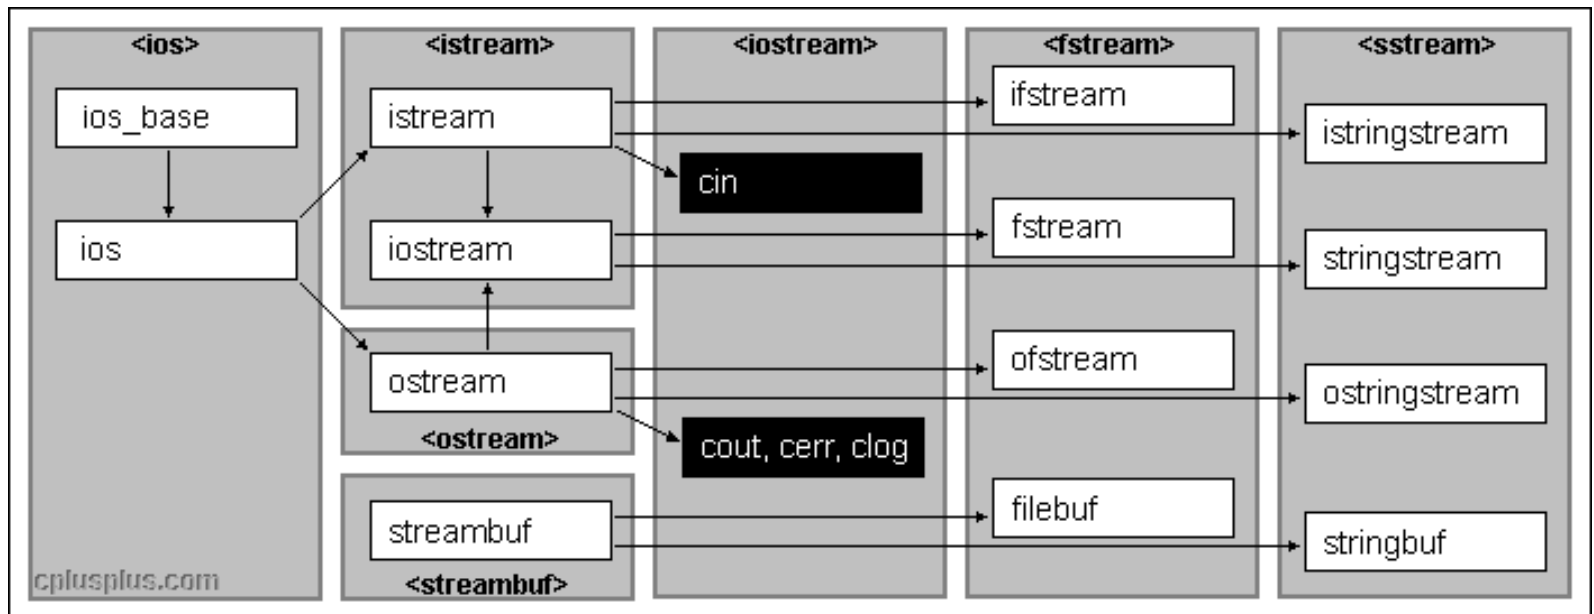 <ios>
ios_base
ios
cplusplus.com
<istream>
istream
iostream
ostream
<ostream>
streambuf
<streambuf>
<iostream>
cin
cout, cerr, clog
<fstream>
ifstream
fstream
ofstream
filebuf
<sstream>
istringstream
stringstream
ostringstream
stringbuf